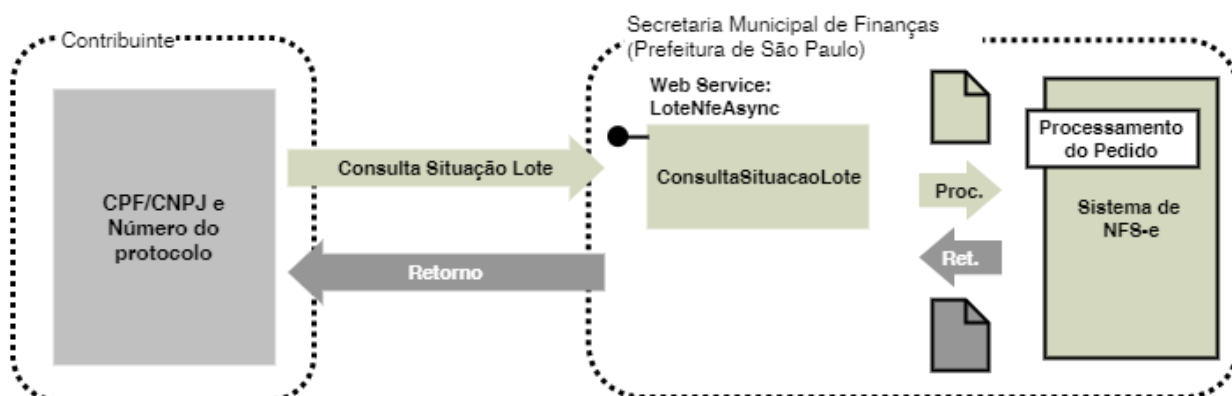 Contribuinte
Secretaria Municipal de Finanças
(Prefeitura de São Paulo)
Web Service:
LoteNfeAsync
CPF/CNPJ e
Número do
protocolo
Consulta Situação Lote
Retorno
ConsultaSituacaoLote
Proc.
Ret.
Processamento
do Pedido
Sistema de
NFS-e